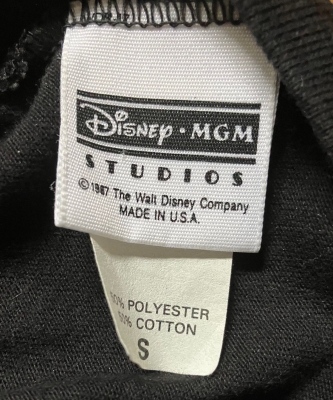 Disney · MGM
STUDIOS
© 1987 The Walt Disney Company
MADE IN U.S.A.
POLYESTER
COTTON
S